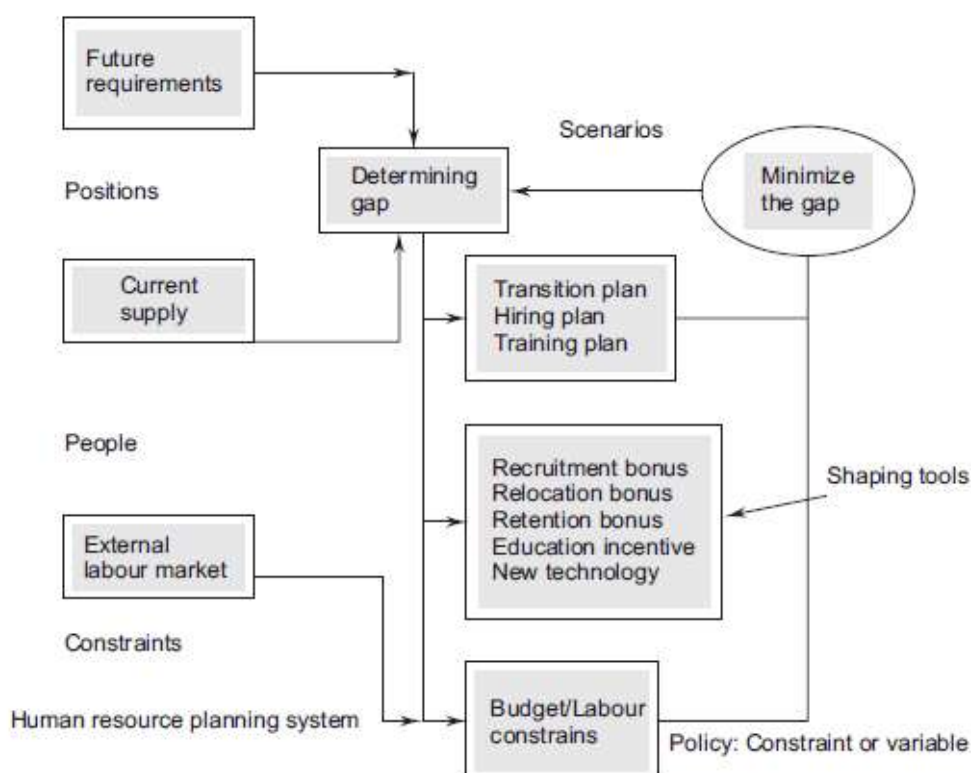 Future
requirements
Scenarios
Determining
gap
Minimize
the gap
Positions
Current
supply
Transition plan
Hiring plan
Training plan
People
Recruitment bonus
Relocation bonus
Retention bonus
Education incentive
New technology
Shaping tools
External
labour market
Constraints
Human resource planning system
Budget/Labour
constrains
Policy: Constraint or variable